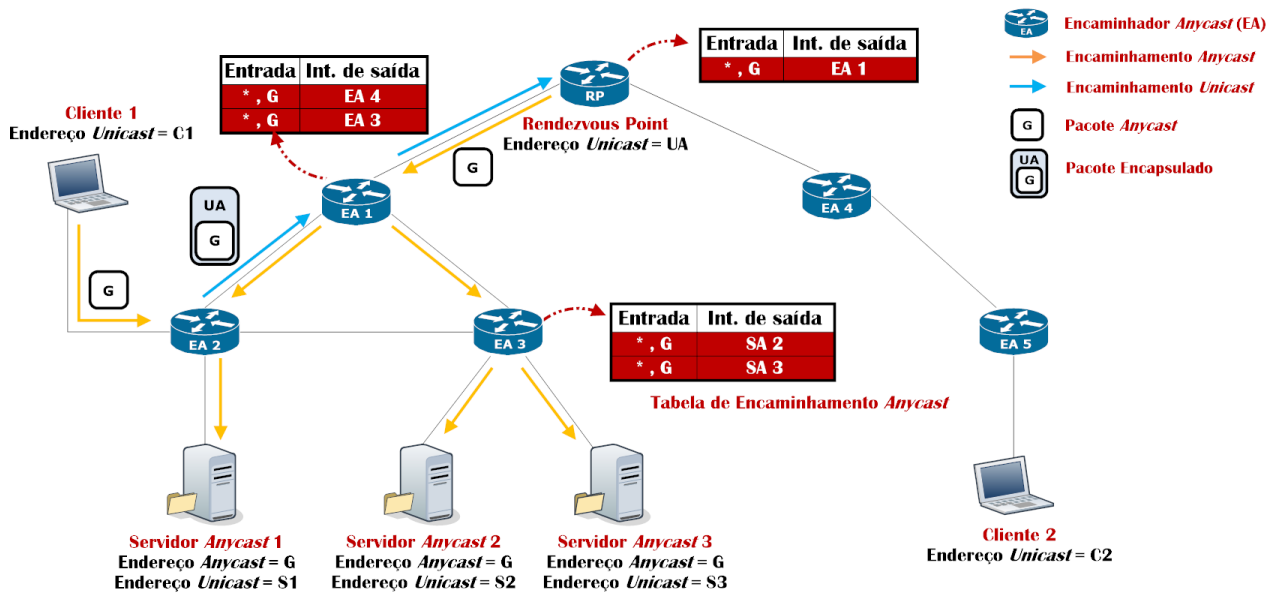 Encaminhador Anycast (EA)
EA
Encaminhamento Anycast
Encaminhamento Unicast
G
Pacote Anycast
UA
G
Pacote Encapsulado
Entrada Int. de saída
* , G EA 1
Entrada Int. de saída
* , G EA 4
* , G EA 3
RP
Rendezvous Point
Endereço Unicast = UA
Cliente 1
Endereço Unicast = C1
G
EA 1
EA 4
UA
G
G
EA 2
EA 3
EA 5
Entrada Int. de saída
* , G SA 2
* , G SA 3
Tabela de Encaminhamento Anycast
Servidor Anycast 1
Endereço Anycast = G
Endereço Unicast = S1
Servidor Anycast 2
Endereço Anycast = G
Endereço Unicast = S2
Servidor Anycast 3
Endereço Anycast = G
Endereço Unicast = S3
Cliente 2
Endereço Unicast = C2